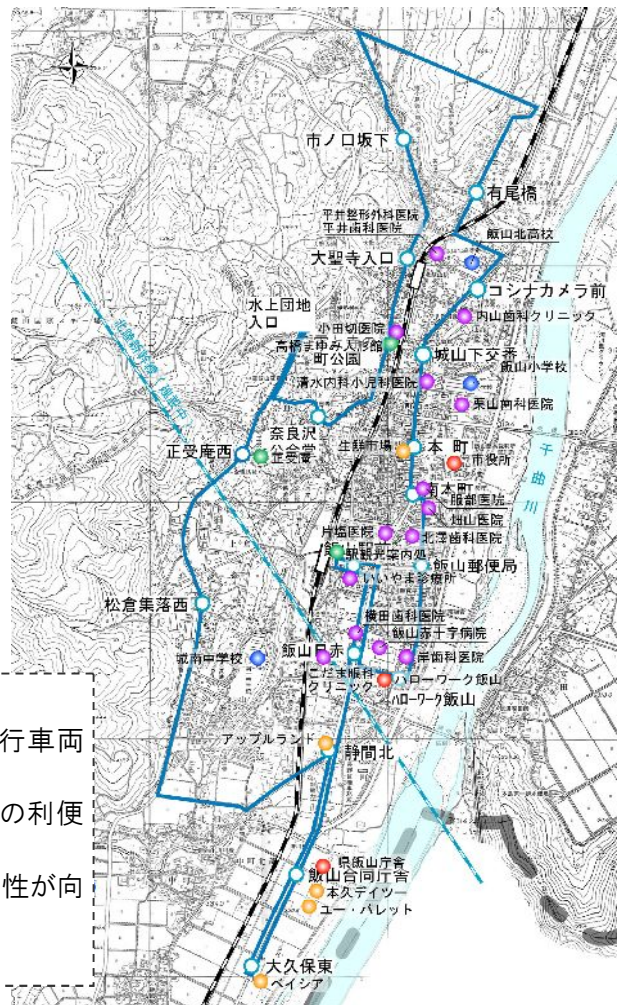 市ノ口坂下
有尾橋
平井整形外科医院
平井歯科医院
飯山北高校
大聖寺入口
コシナカメラ前
水上団地
入口
内山歯科クリニック
小田切医院
高橋まゆみ人形館
町公園
城山下交番
飯山小学校
清水内科小児科医院
栗山歯科医院
奈良沢
公会堂
正受庵西
正受庵
生鮮市場
本町
市役所
千曲川
南本町
服部医院
畑山医院
片塩医院
北澤歯科医院
駅観光案内処
飯山郵便局
いいやま診療所
松倉集落西
横田歯科医院
飯山赤十字病院
城南中学校
飯山日赤
岸歯科医院
こだま眼科
クリニック
ハローワーク飯山
ハローワーク飯山
行車両
アップルランド
静間北
の利便
性が向
県飯山庁舎
飯山合同庁舎
本久デイツー
ユー・パレット
大久保東
ベイシア